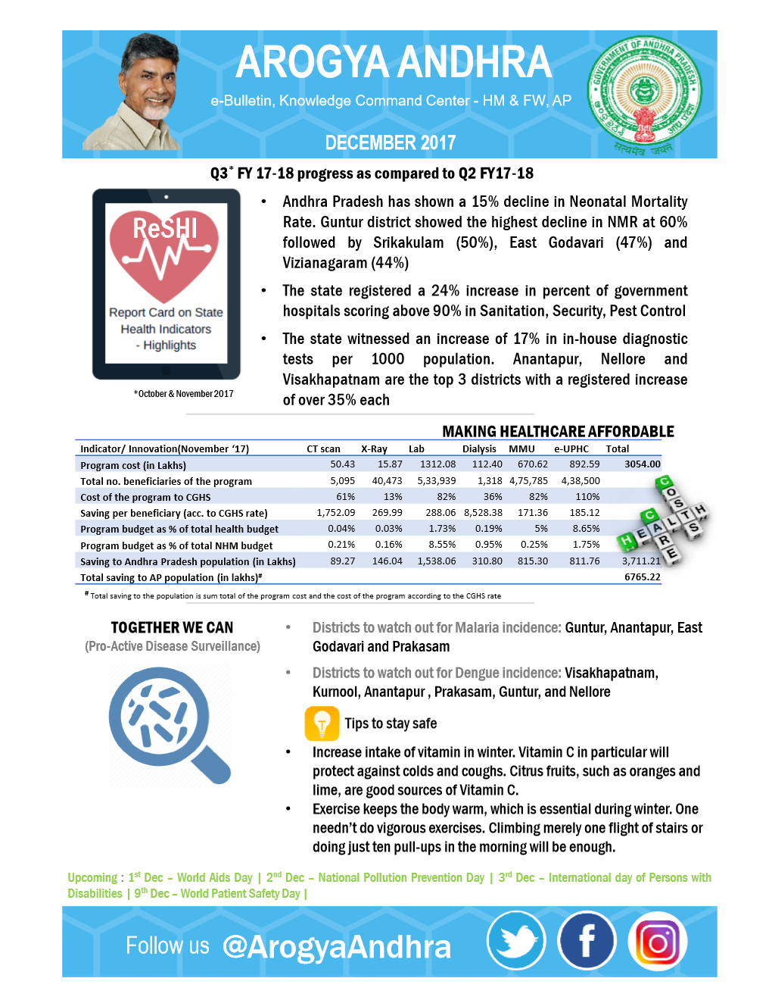 AROGYA ANDHRA
e-Bulletin, Knowledge Command Center - HM & FW, AP
DECEMBER 2017
GOVERNMENT OF ANDHRA PRADESH
सत्यमेव जयते
Q3* FY 17-18 progress as compared to Q2 FY17-18
ReSHI
Report Card on State
Health Indicators
- Highlights
*October & November 2017
• Andhra Pradesh has shown a 15% decline in Neonatal Mortality
Rate. Guntur district showed the highest decline in NMR at 60%
followed by Srikakulam (50%), East Godavari (47%) and
Vizianagaram (44%)
• The state registered a 24% increase in percent of government
hospitals scoring above 90% in Sanitation, Security, Pest Control
• The state witnessed an increase of 17% in in-house diagnostic
tests per 1000 population. Anantapur, Nellore and
Visakhapatnam are the top 3 districts with a registered increase
of over 35% each
MAKING HEALTHCARE AFFORDABLE
Indicator/ Innovation(November ‘17) CT scan X-Ray Lab Dialysis MMU e-UPHC Total
Program cost (in Lakhs) 50.43 15.87 1312.08 112.40 670.62 892.59 3054.00
Total no. beneficiaries of the program 5,095 40,473 5,33,939 1,318 4,75,785 4,38,500
Cost of the program to CGHS 61% 13% 82% 36% 82% 110%
Saving per beneficiary (acc. to CGHS rate) 1,752.09 269.99 288.06 8,528.38 171.36 185.12
Program budget as % of total health budget 0.04% 0.03% 1.73% 0.19% 5% 8.65%
Program budget as % of total NHM budget 0.21% 0.16% 8.55% 0.95% 0.25% 1.75%
Saving to Andhra Pradesh population (in Lakhs) 89.27 146.04 1,538.06 310.80 815.30 811.76 3,711.21
Total saving to AP population (in lakhs)# 6765.22
HEALTH
CARE
COSTS
# Total saving to the population is sum total of the program cost and the cost of the program according to the CGHS rate
TOGETHER WE CAN
(Pro-Active Disease Surveillance)
• Districts to watch out for Malaria incidence: Guntur, Anantapur, East
Godavari and Prakasam
• Districts to watch out for Dengue incidence: Visakhapatnam,
Kurnool, Anantapur , Prakasam, Guntur, and Nellore
Tips to stay safe
• Increase intake of vitamin in winter. Vitamin C in particular will
protect against colds and coughs. Citrus fruits, such as oranges and
lime, are good sources of Vitamin C.
• Exercise keeps the body warm, which is essential during winter. One
needn’t do vigorous exercises. Climbing merely one flight of stairs or
doing just ten pull-ups in the morning will be enough.
Upcoming : 1st Dec – World Aids Day | 2nd Dec – National Pollution Prevention Day | 3rd Dec – International day of Persons with
Disabilities | 9th Dec – World Patient Safety Day |
Follow us @ArogyaAndhra